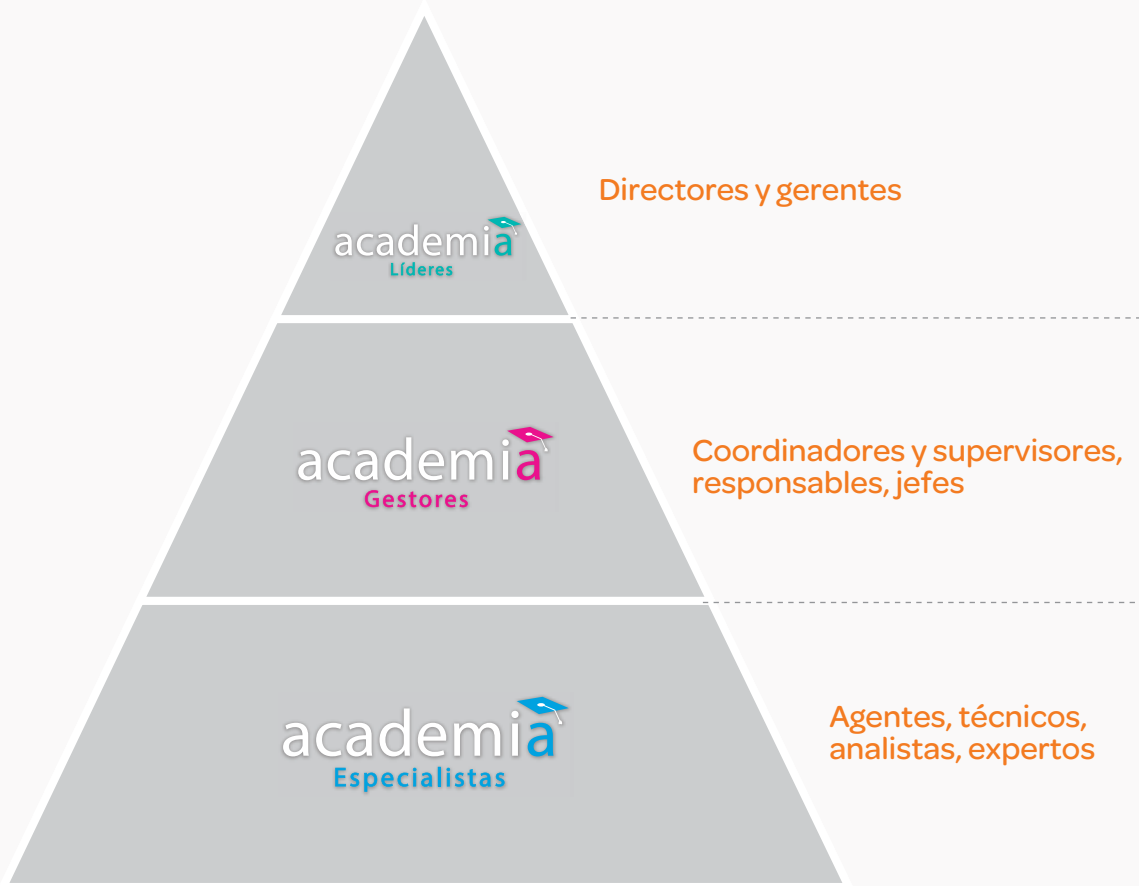 Directores y gerentes
academia
Líderes
academia
Gestores
Coordinadores y supervisores,
responsables, jefes
academia
Especialistas
Agentes, técnicos,
analistas, expertos